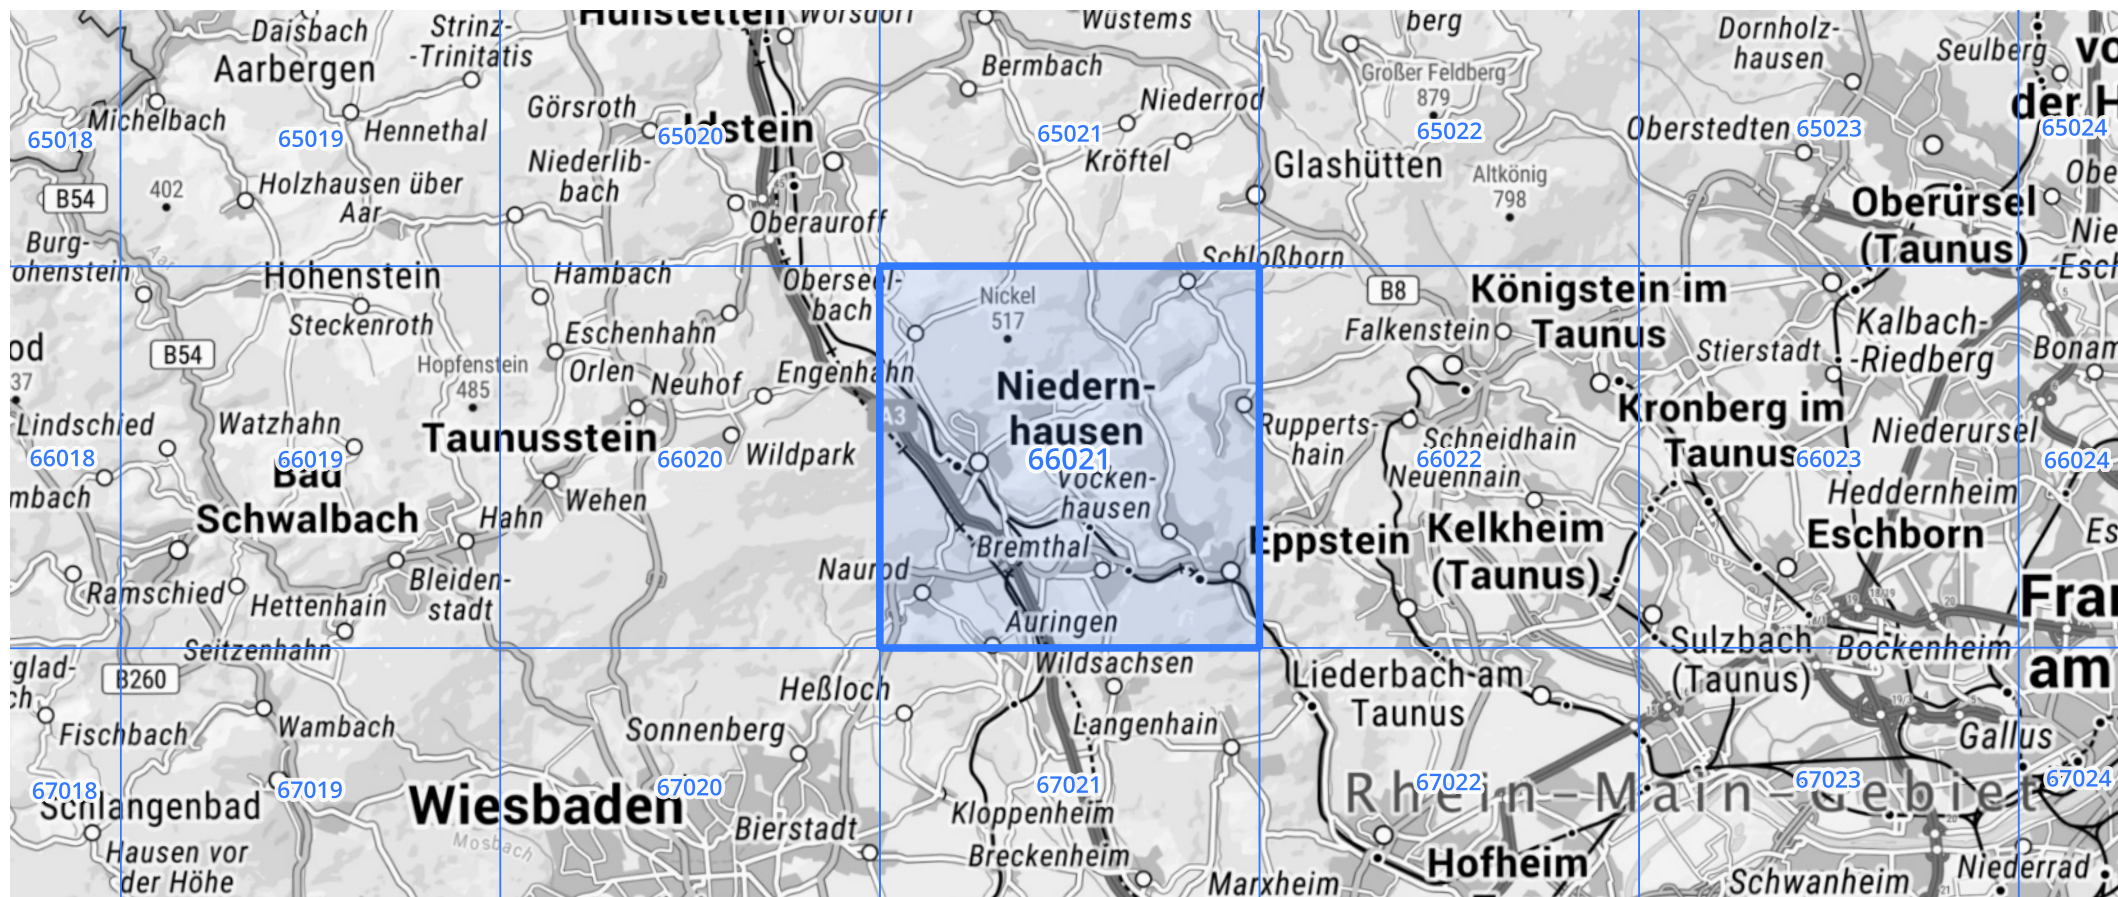 Hünstetten
Wörsdorf
Wüstems
berg
Dornholz-
hausen
Seulberg
Daisbach
Strinz-
-Trinitatis
Aarbergen
Bermbach
Großer Feldberg
879
Michelbach
65018
65019
Hennethal
Görsroth
65020
Idstein
Niederrod
65021
65022
Oberstedten
65023
65024
Kröftel
Glashütten
Altkönig
798
B54
402
Holzhausen über
Aar
Niederlib-
bach
Oberauroff
Oberursel
(Taunus)
Burg-
Aar
Schloßborn
Hohenstein
Steckenroth
Hambach
Oberseel-
bach
Nickel
517
B8
Königstein im
Taunus
Falkenstein
Kalbach-
-Riedberg
Stierstadt
B54
Hopfenstein
485
Eschenhahn
Orlen
Neuhof
Engenhahn
A3
Niedern-
hausen
66021
Kronberg im
Taunus
Niederursel
Lindschied
Watzhahn
66018
66019
Taunusstein
66020
Wildpark
Rupperts-
hain
Schneidhain
66022
66023
66024
Neuenhain
Bad
Schwalbach
Wehen
Hahn
Vocken-
hausen
Heddernheim
Eschborn
Eppstein
Kelkheim
(Taunus)
Bremthal
Naurod
Ramschied
Hettenhain
Bleiden-
stadt
Auringen
Seitzenhahn
Sulzbach
(Taunus)
Bockenheim
B260
Heßloch
Wildsachsen
Liederbach am
Taunus
Fischbach
Wambach
Sonnenberg
Langenhain
Gallus
67018
67019
67020
67021
67022
67023
67024
Rhein-Main-Gebiet
Schlangenbad
Wiesbaden
Mosbach
Kloppenheim
Bierstadt
Breckenheim
Hausen vor
der Höhe
Marxheim
Hofheim
Schwanheim
Niederrad